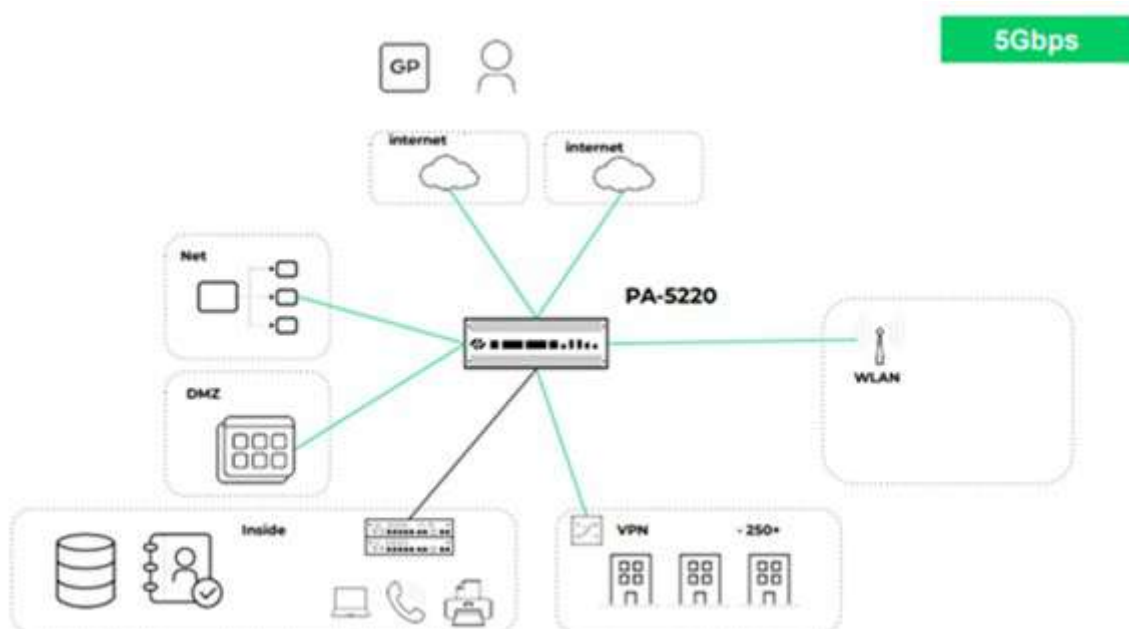 5Gbps
GP
internet
internet
Net
PA-5220
WLAN
DMZ
Inside
VPN
- 250+